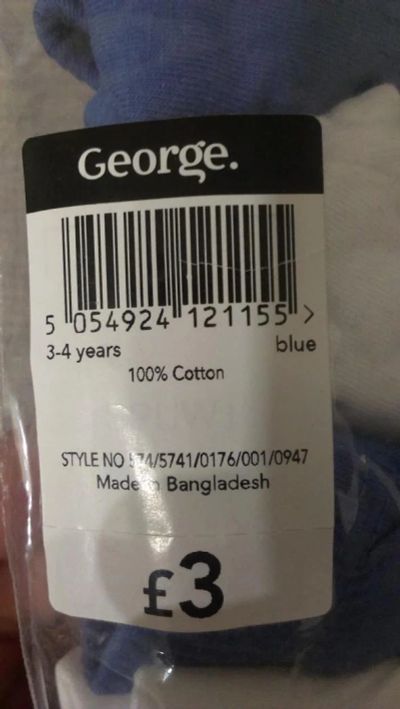 George.
5 054924 121155 >
3-4 years blue
100% Cotton
STYLE NO 574/5741/0176/001/0947
Made in Bangladesh
£3